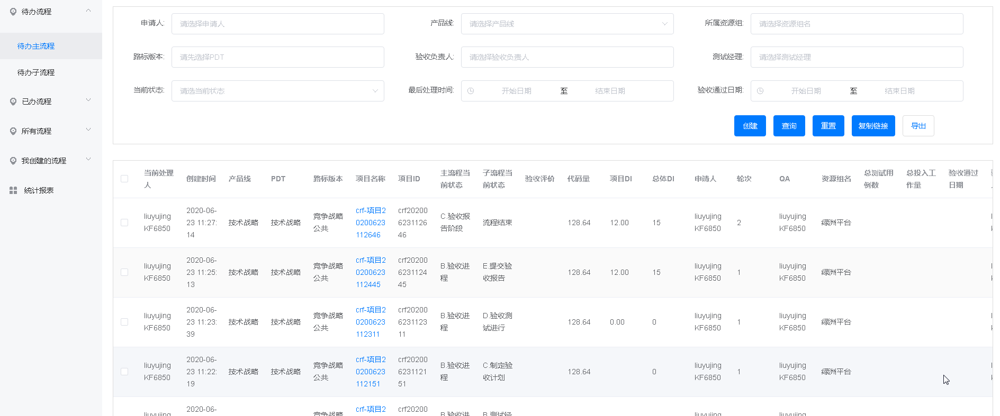 待办流程
待办主流程
待办子流程
已办流程
所有流程
我创建的流程
统计报表
申请人: 请选择申请人 产品线: 请选择产品线 所属资源组: 请选择资源组名
路标版本: 请先选择PDT 验收负责人: 请选择验收负责人 测试经理: 请选择测试经理
当前状态: 请选当前状态 最后处理时间: 开始日期 至 结束日期 验收通过日期: 开始日期 至 结束日期
创建 查询 重置 复制链接 导出
当前处理人 创建时间 产品线 PDT 路标版本 项目名称 项目ID 主流程当前状态 子流程当前状态 验收评价 代码量 项目DI 总体DI 申请人 轮次 QA 资源组名 总测试用例数 总投入工作量 验收通过日期
liuyujing KF6850 2020-06-23 11:27:14 技术战略 技术战略 竞争战略公共 crf-项目20200623112646 crf20200623112646 C.验收报告阶段 流程结束 128.64 12.00 15 liuyujing KF6850 2 liuyujing KF6850 绿洲平台
liuyujing KF6850 2020-06-23 11:25:13 技术战略 技术战略 竞争战略公共 crf-项目20200623112445 crf20200623112445 B.验收进程 E.提交验收报告 128.64 12.00 15 liuyujing KF6850 1 liuyujing KF6850 绿洲平台
liuyujing KF6850 2020-06-23 11:23:39 技术战略 技术战略 竞争战略公共 crf-项目20200623112311 crf20200623112311 B.验收进程 D.验收测试进行 128.64 0.00 0 liuyujing KF6850 1 liuyujing KF6850 绿洲平台
liuyujing KF6850 2020-06-23 11:22:19 技术战略 技术战略 竞争战略公共 crf-项目20200623112151 crf20200623112151 B.验收进程 C.制定验收计划 128.64 0 liuyujing KF6850 1 liuyujing KF6850 绿洲平台
liuyujing 2020-06- 竞争战略 crf-项目2 crf20200 B.验收进 B.测试经 liuyujing liuyujing